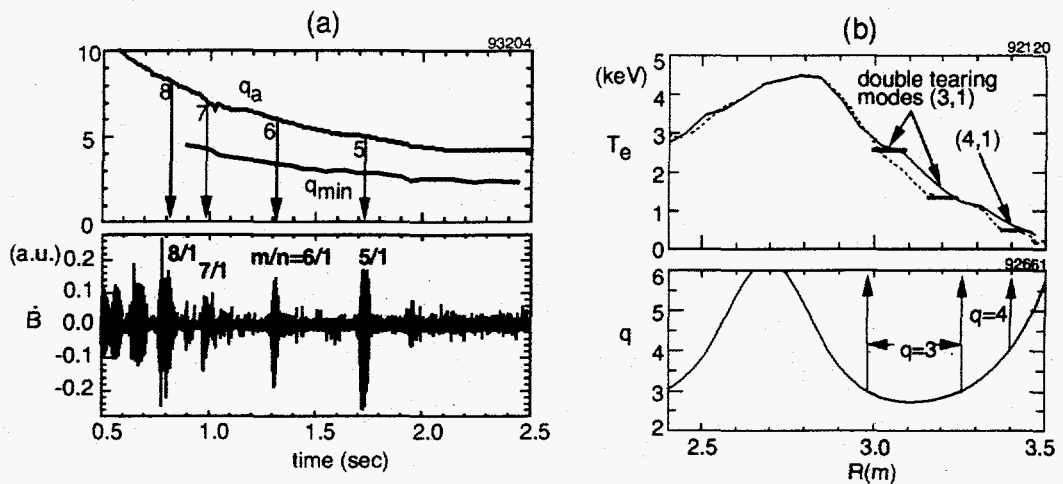 (a)
93204
10
5
0
8
7
6
5
q_a
q_min
(a.u.)
0.2
0.1
0.0
-0.1
-0.2
Ḃ
8/1
7/1
m/n=6/1
5/1
0.5
1.0
1.5
2.0
2.5
time (sec)
(b)
92120
(keV)
5
4
3
2
1
0
T_e
double tearing
modes (3,1)
(4,1)
92661
6
5
4
3
2
q
q=3
q=4
2.5
3.0
3.5
R(m)